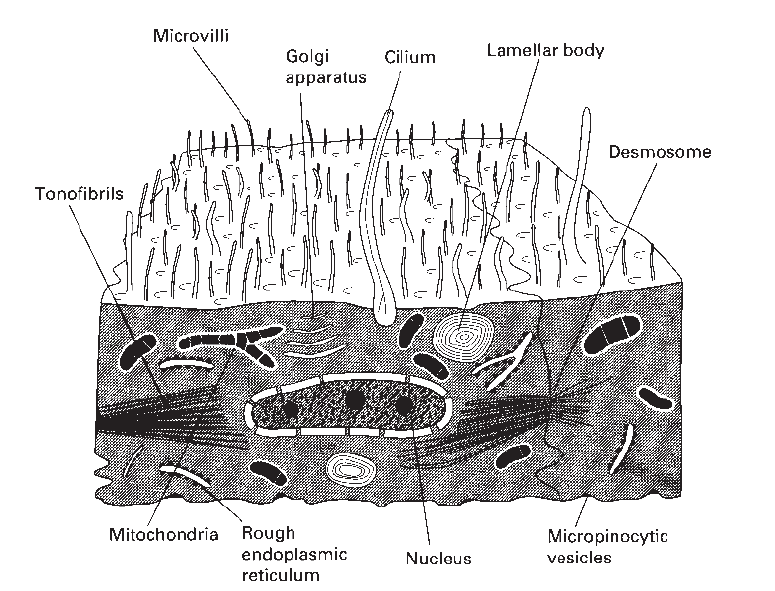 Microvilli
Golgi
apparatus
Cilium
Lamellar body
Desmosome
Tonofibrils
Mitochondria
Rough
endoplasmic
reticulum
Nucleus
Micropinocytic
vesicles